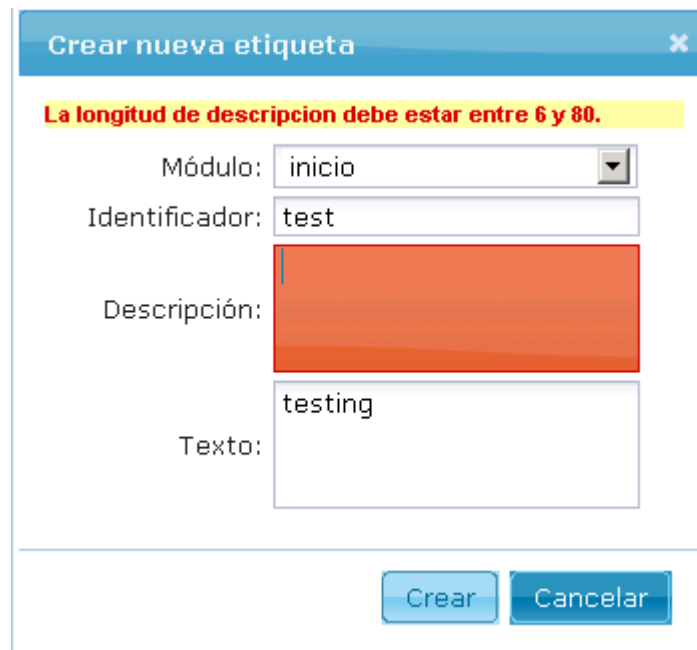 Crear nueva etiqueta
La longitud de descripcion debe estar entre 6 y 80.
Módulo: inicio
Identificador: test
Descripción:
Texto: testing
Crear Cancelar